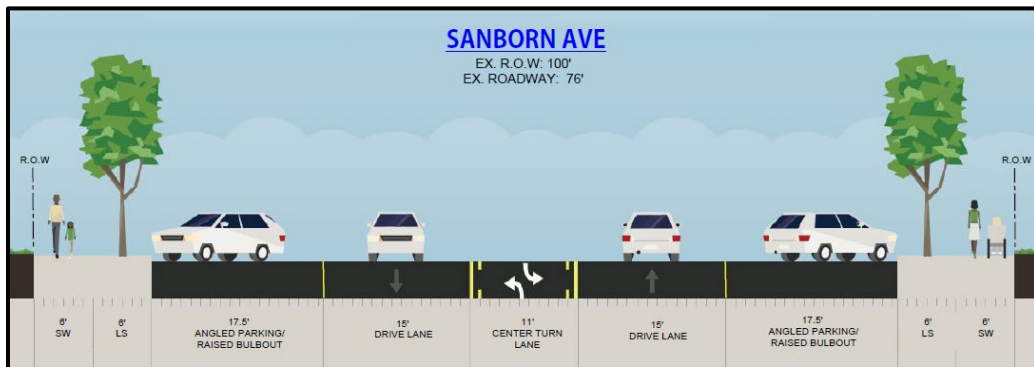 SANBORN AVE
EX. R.O.W: 100'
EX. ROADWAY: 76'
R.O.W
R.O.W
6'
SW
6'
LS
17.5'
ANGLED PARKING/
RAISED BULBOUT
15'
DRIVE LANE
11'
CENTER TURN
LANE
15'
DRIVE LANE
17.5'
ANGLED PARKING/
RAISED BULBOUT
6'
LS
6'
SW